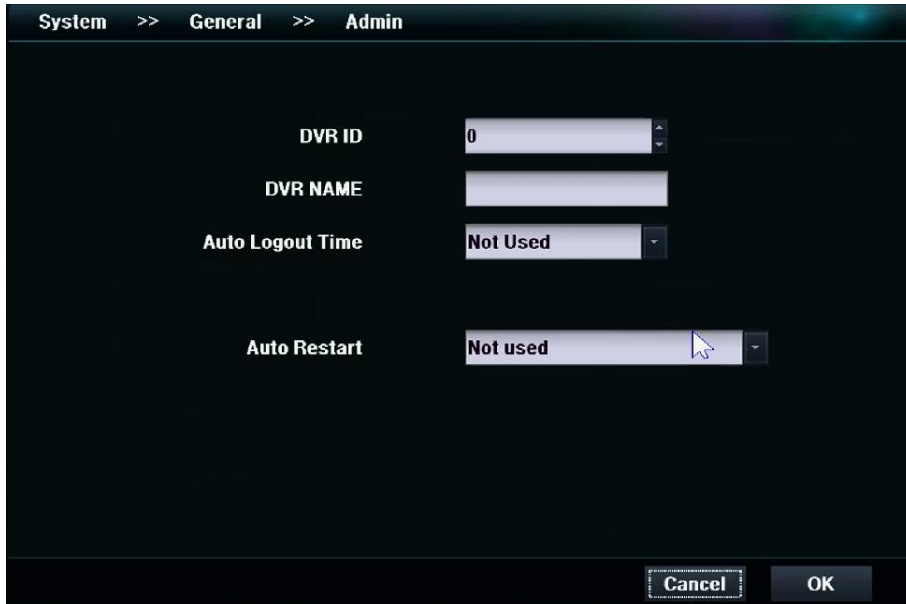 System >> General >> Admin
DVR ID 0
DVR NAME
Auto Logout Time Not Used
Auto Restart Not used
Cancel OK